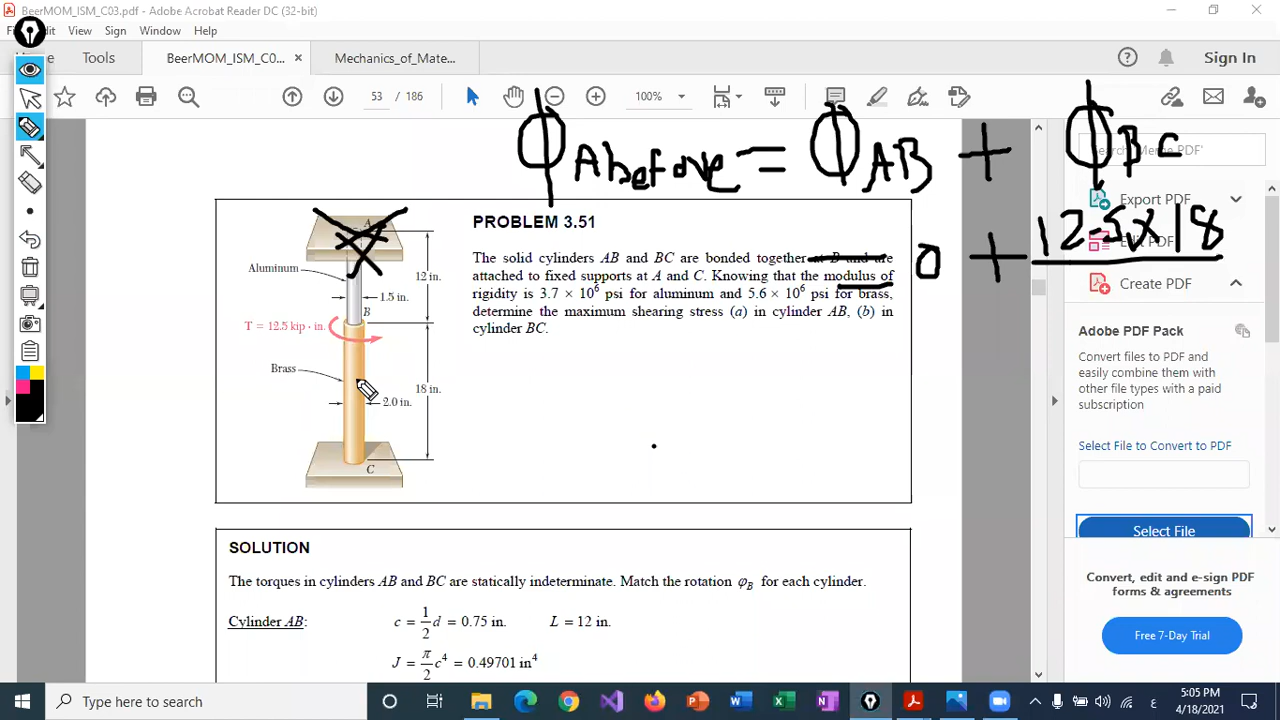 BeerMOM_ISM_C03.pdf - Adobe Acrobat Reader DC (32-bit)
View Sign Window Help
Tools BeerMOM_ISM_C0... × Mechanics_of_Mate... Sign In
53 / 186 100%
ϕAbefore = ϕAB + ϕBC
Export PDF
0 + 12.5×18
Create PDF
PROBLEM 3.51
The solid cylinders AB and BC are bonded together at B and are
attached to fixed supports at A and C. Knowing that the modulus of
rigidity is 3.7 × 10⁶ psi for aluminum and 5.6 × 10⁶ psi for brass,
determine the maximum shearing stress (a) in cylinder AB, (b) in
cylinder BC.
A
Aluminum
12 in.
1.5 in.
B
T = 12.5 kip · in.
Brass
18 in.
2.0 in.
C
Adobe PDF Pack
Convert files to PDF and
easily combine them with
other file types with a paid
subscription
Select File to Convert to PDF
Select File
Convert, edit and e-sign PDF
forms & agreements
Free 7-Day Trial
SOLUTION
The torques in cylinders AB and BC are statically indeterminate. Match the rotation φB for each cylinder.
Cylinder AB: c = 1/2 d = 0.75 in. L = 12 in.
J = π/2 c⁴ = 0.49701 in⁴
Type here to search
5:05 PM
4/18/2021